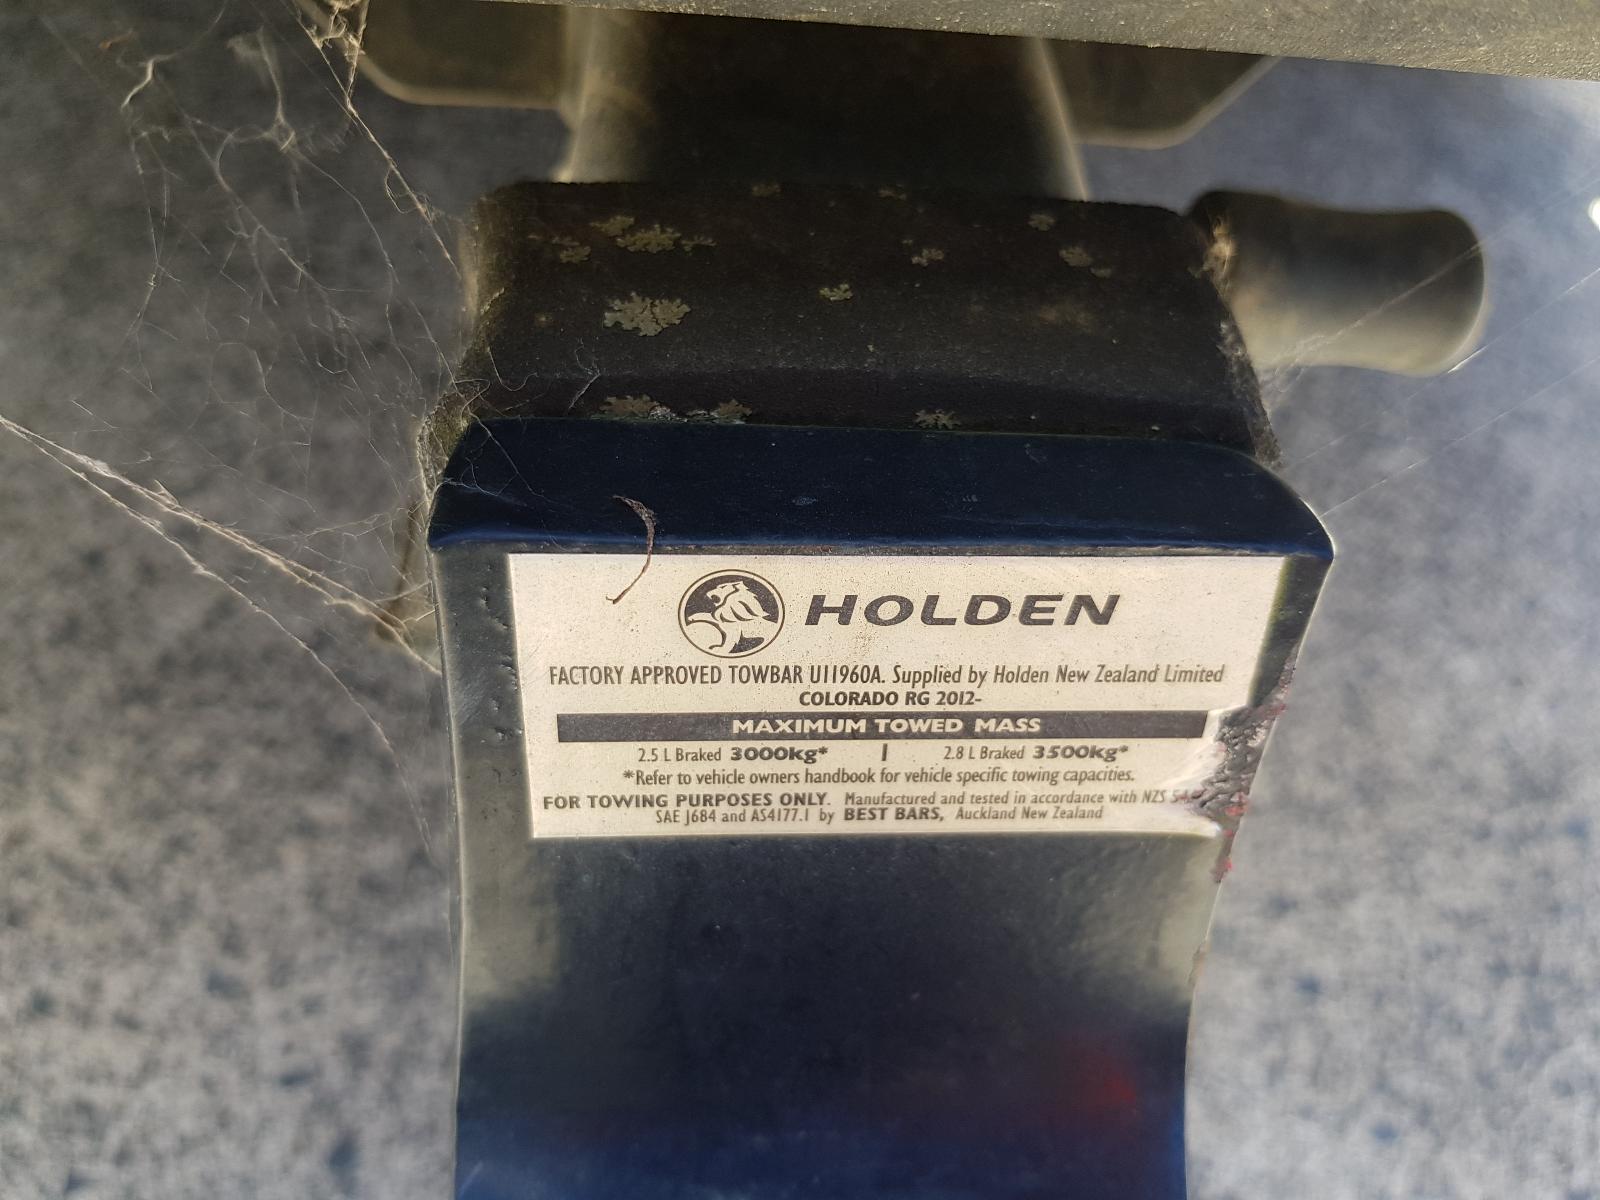 HOLDEN
FACTORY APPROVED TOWBAR U11960A. Supplied by Holden New Zealand Limited
COLORADO RG 2012-
MAXIMUM TOWED MASS
2.5 L Braked 3000kg* | 2.8 L Braked 3500kg*
*Refer to vehicle owners handbook for vehicle specific towing capacities.
FOR TOWING PURPOSES ONLY. Manufactured and tested in accordance with NZS
SAE J684 and AS4177.1 by BEST BARS, Auckland New Zealand